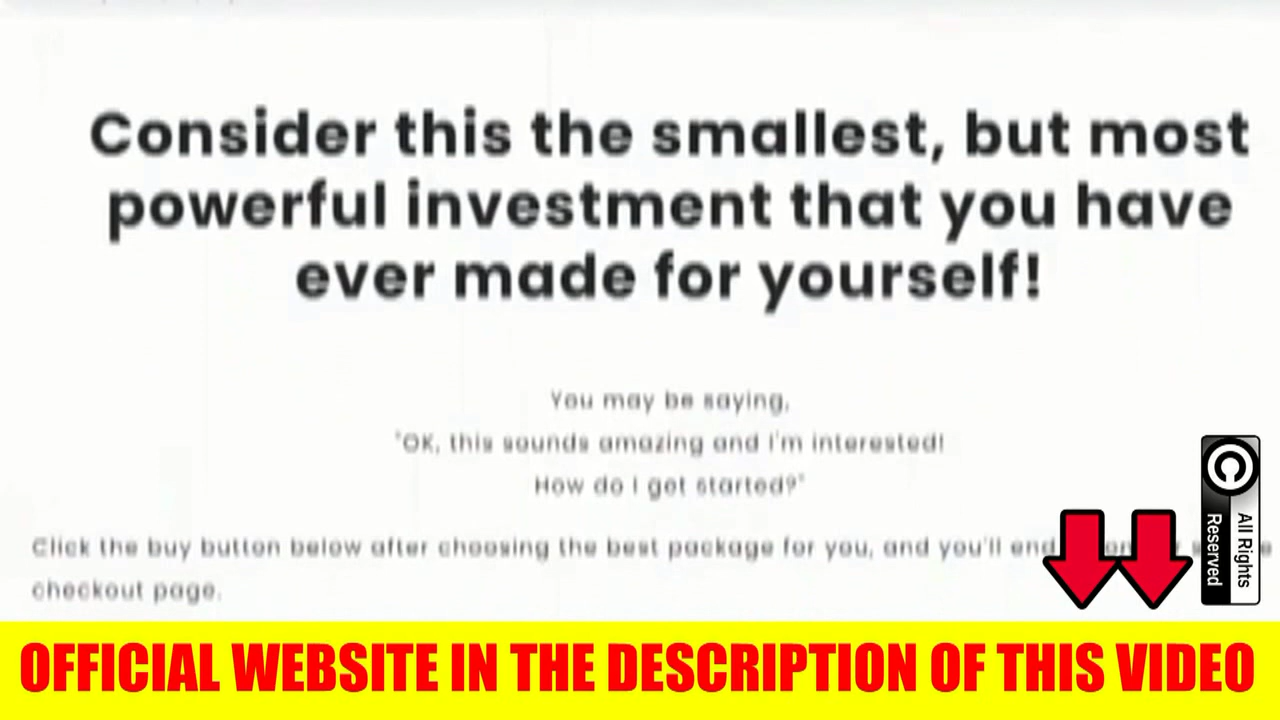 Consider this the smallest, but most
powerful investment that you have
ever made for yourself!
You may be saying,
"OK, this sounds amazing and I'm interested!
How do I get started?"
Click the buy button below after choosing the best package for you, and you'll end
checkout page.
All Rights
Reserved
OFFICIAL WEBSITE IN THE DESCRIPTION OF THIS VIDEO